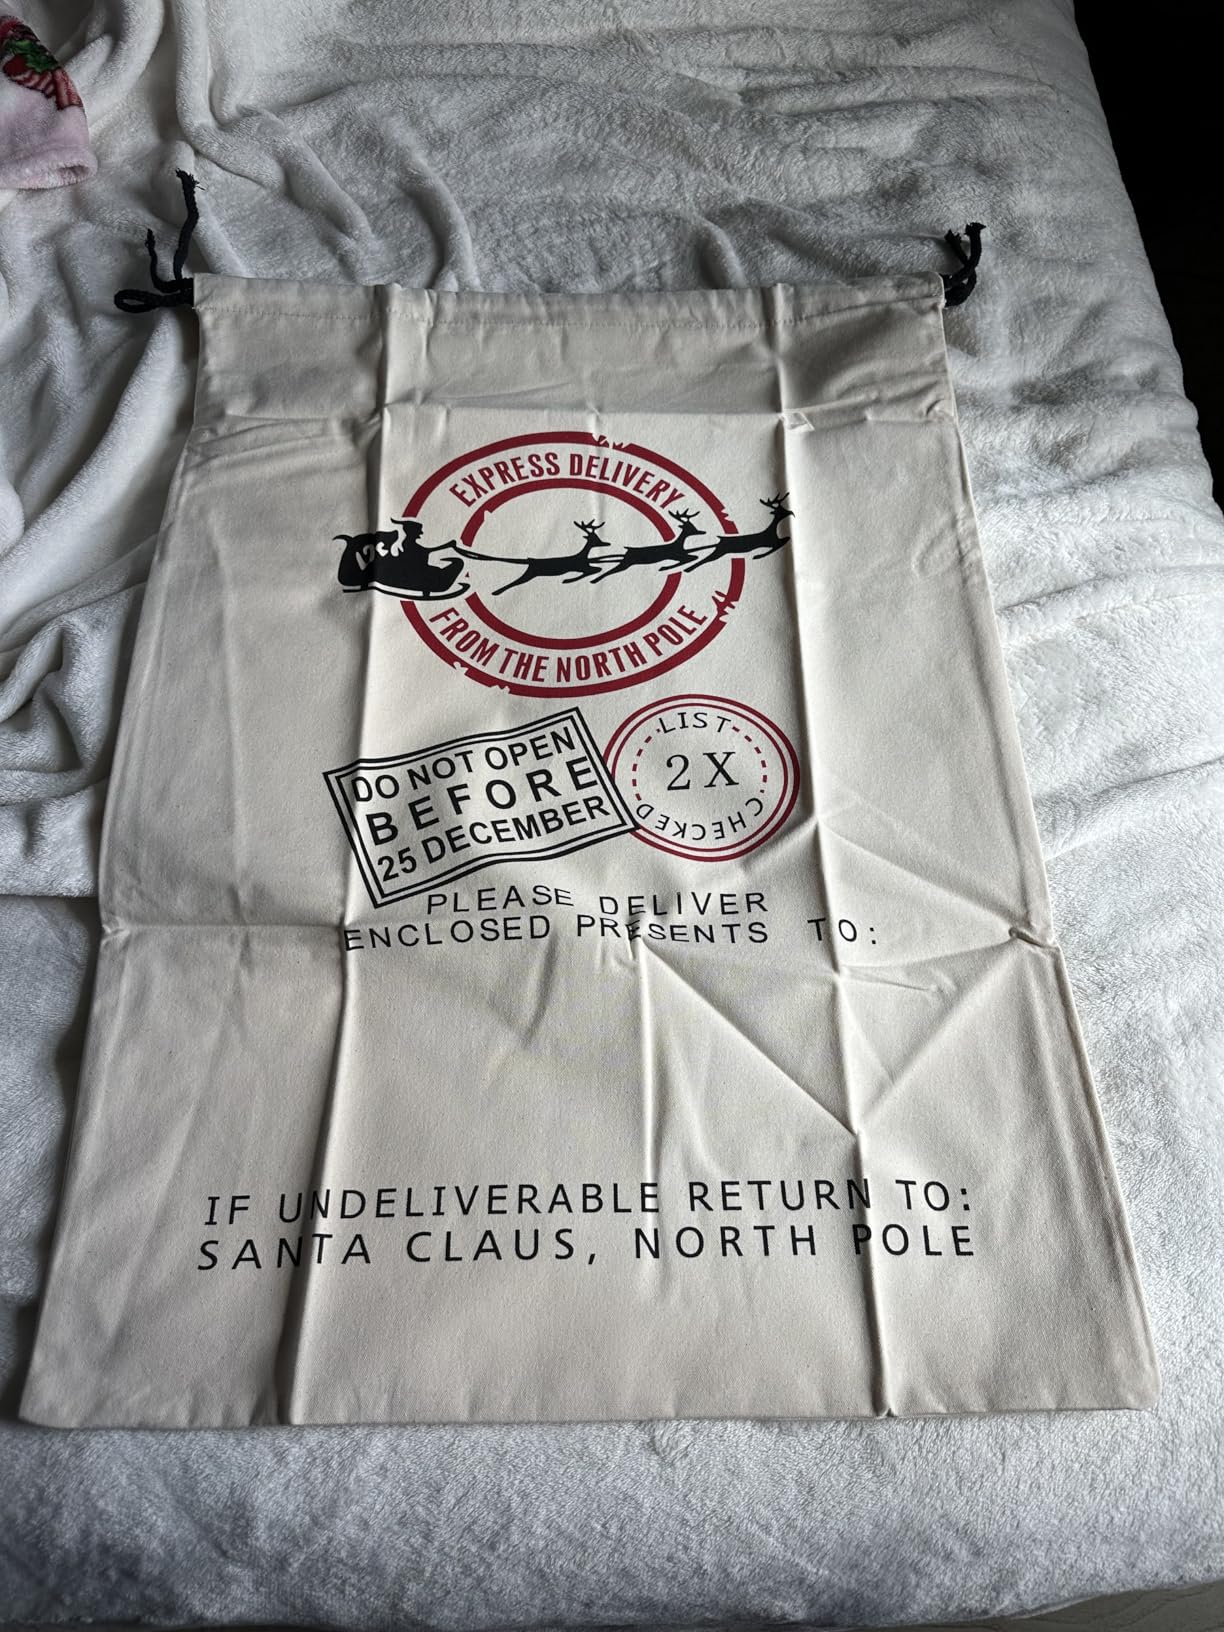 EXPRESS DELIVERY
FROM THE NORTH POLE
DO NOT OPEN
BEFORE
25 DECEMBER
LIST
2X
CHECKED
PLEASE DELIVER
ENCLOSED PRESENTS TO:
IF UNDELIVERABLE RETURN TO:
SANTA CLAUS, NORTH POLE